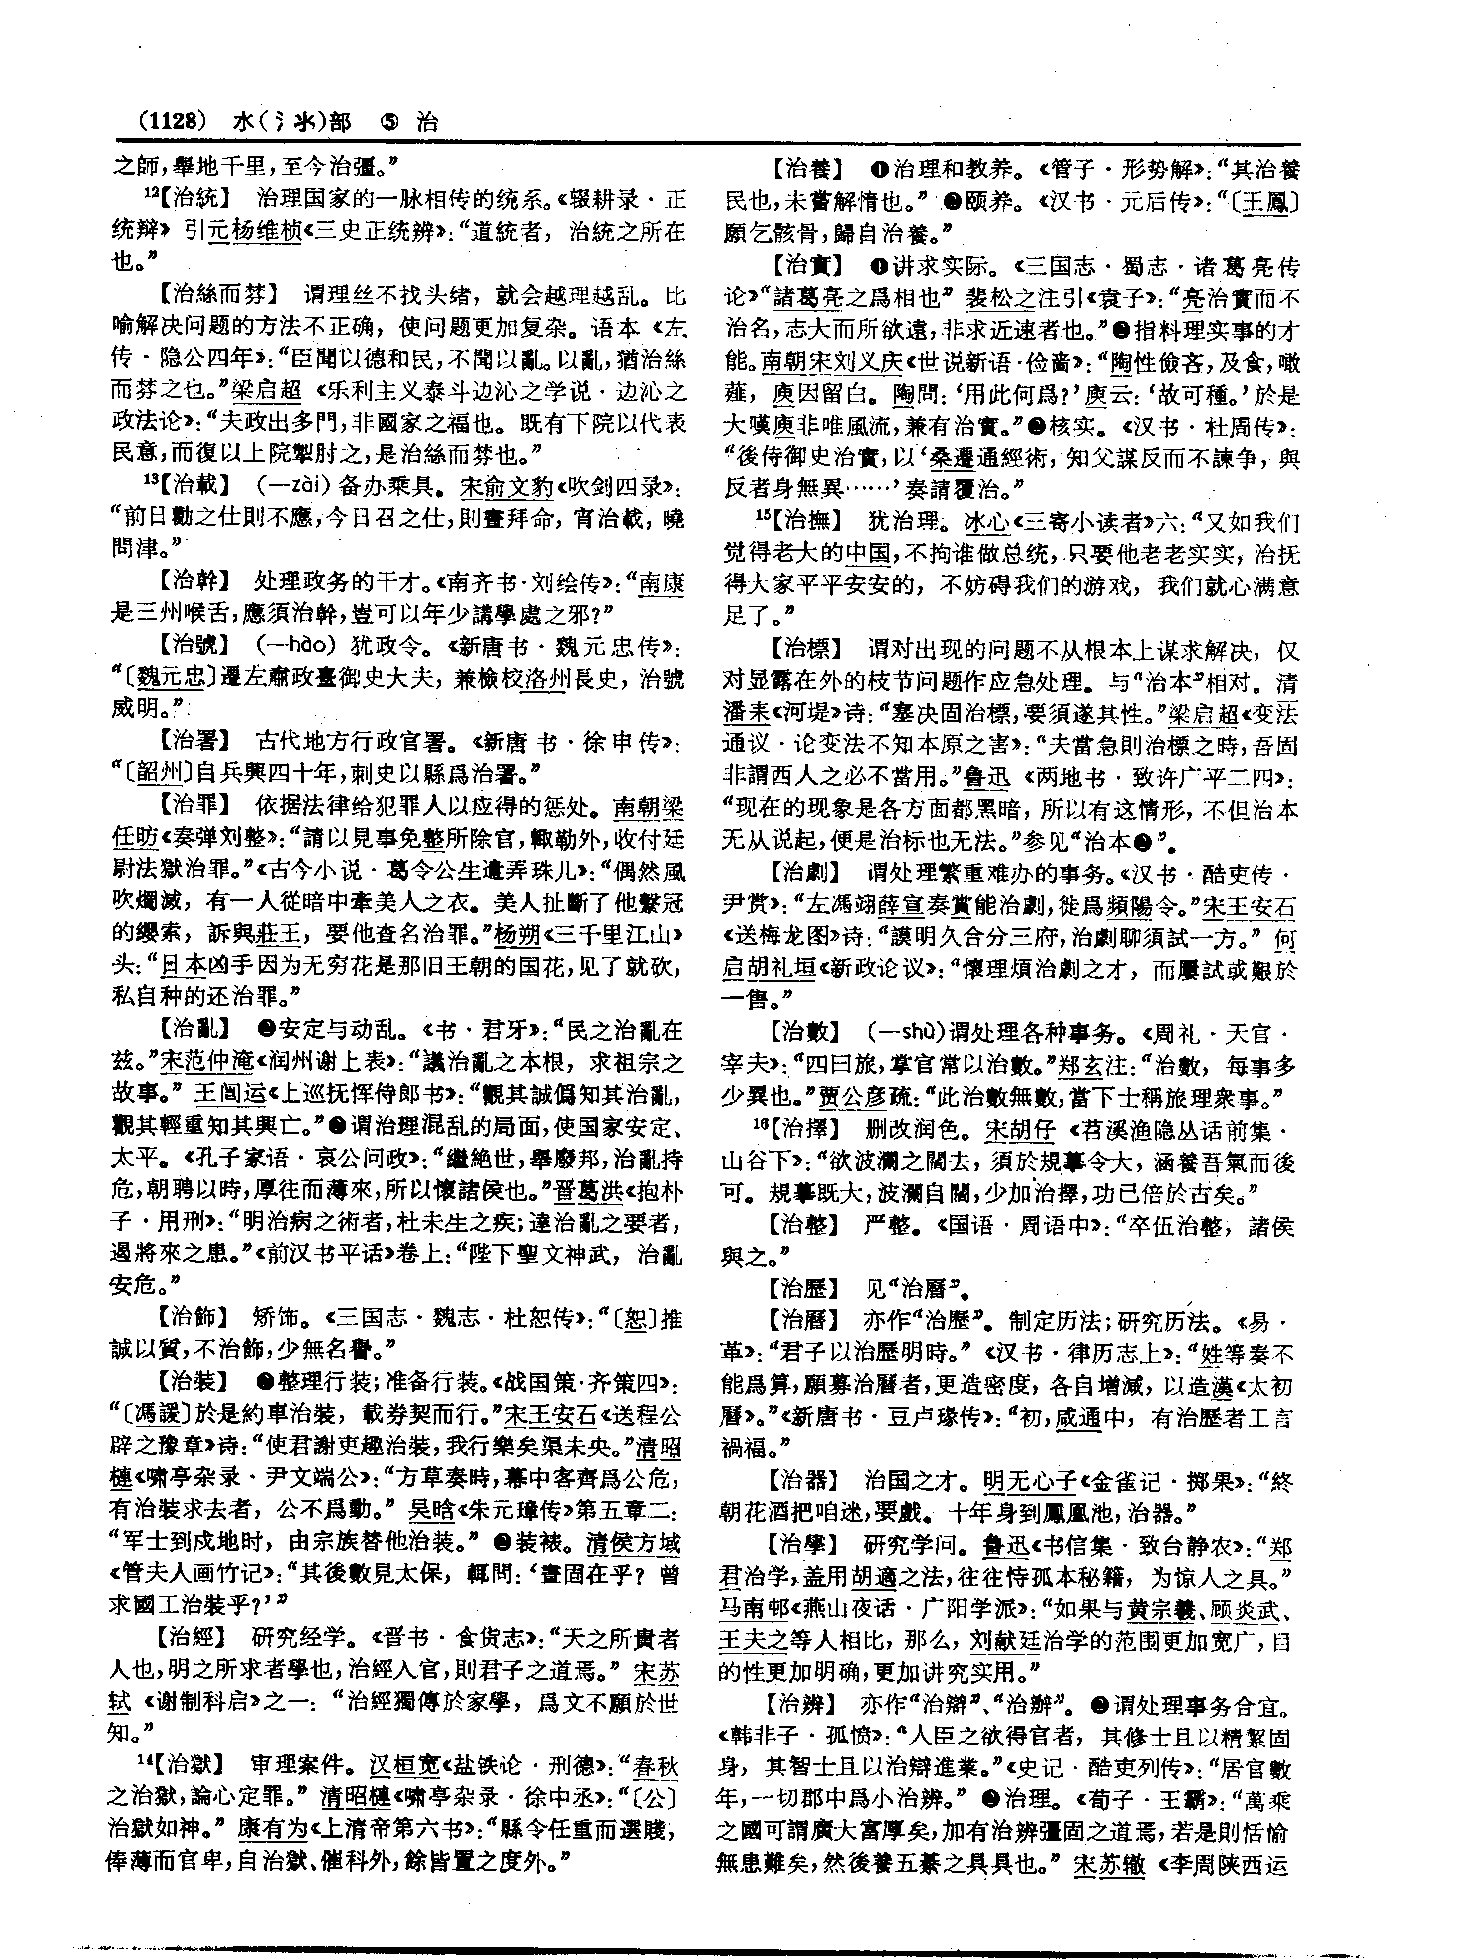 (1128) 水(氵氺)部 ⑤ 治
之師,舉地千里,至今治彊。”
¹²【治統】 治理国家的一脉相传的统系。《辍耕录·正
统辩》引元杨维桢《三史正统辨》:“道統者,治統之所在
也。”
【治絲而棼】 谓理丝不找头绪,就会越理越乱。比
喻解决问题的方法不正确,使问题更加复杂。语本《左
传·隐公四年》:“臣聞以德和民,不聞以亂。以亂,猶治絲
而棼之也。”梁启超《乐利主义泰斗边沁之学说·边沁之
政法论》:“夫政出多門,非國家之福也。既有下院以代表
民意,而復以上院掣肘之,是治絲而棼也。”
¹³【治載】 (—zài)备办乘具。宋俞文豹《吹剑四录》:
“前日勸之仕則不應,今日召之仕,則晝拜命,宵治載,曉
問津。”
【治幹】 处理政务的干才。《南齐书·刘绘传》:“南康
是三州喉舌,應須治幹,豈可以年少講學處之邪?”
【治號】 (—hào) 犹政令。《新唐书·魏元忠传》:
“〔魏元忠〕遷左肅政臺御史大夫,兼檢校洛州長史,治號
威明。”
【治署】 古代地方行政官署。《新唐书·徐申传》:
“〔韶州〕自兵興四十年,刺史以縣爲治署。”
【治罪】 依据法律给犯罪人以应得的惩处。南朝梁
任昉《奏弹刘整》:“請以見事免整所除官,輙勒外,收付廷
尉法獄治罪。”《古今小说·葛令公生遣弄珠儿》:“偶然風
吹燭滅,有一人從暗中牽美人之衣。美人扯斷了他繫冠
的纓索,訴與莊王,要他查名治罪。”杨朔《三千里江山》
头:“日本凶手因为无穷花是那旧王朝的国花,见了就砍,
私自种的还治罪。”
【治亂】 ❶安定与动乱。《书·君牙》:“民之治亂在
兹。”宋范仲淹《润州谢上表》:“議治亂之本根,求祖宗之
故事。”王闿运《上巡抚恽侍郎书》:“觀其誠僞知其治亂,
觀其輕重知其興亡。”❷谓治理混乱的局面,使国家安定、
太平。《孔子家语·哀公问政》:“繼絶世,舉廢邦,治亂持
危,朝聘以時,厚往而薄來,所以懷諸侯也。”晋葛洪《抱朴
子·用刑》:“明治病之術者,杜未生之疾;達治亂之要者,
遏將來之患。”《前汉书平话》卷上:“陛下聖文神武,治亂
安危。”
【治飾】 矫饰。《三国志·魏志·杜恕传》:“〔恕〕推
誠以質,不治飾,少無名譽。”
【治裝】 ❶整理行装;准备行装。《战国策·齐策四》:
“〔馮諼〕於是約車治裝,載券契而行。”宋王安石《送程公
辟之豫章》诗:“使君謝吏趣治裝,我行樂矣渠未央。”清昭
槤《啸亭杂录·尹文端公》:“方草奏時,幕中客齊爲公危,
有治裝求去者,公不爲動。”吴晗《朱元璋传》第五章二:
“军士到戍地时,由宗族替他治装。”❷装裱。清侯方域
《管夫人画竹记》:“其後數見太保,輒問:‘畫固在乎?曾
求國工治裝乎?’”
【治經】 研究经学。《晋书·食货志》:“天之所貴者
人也,明之所求者學也,治經入官,則君子之道焉。”宋苏
轼《谢制科启》之一:“治經獨傳於家學,爲文不願於世
知。”
¹⁴【治獄】 审理案件。汉桓宽《盐铁论·刑德》:“春秋
之治獄,論心定罪。”清昭槤《啸亭杂录·徐中丞》:“〔公〕
治獄如神。”康有为《上清帝第六书》:“縣令任重而選賤,
俸薄而官卑,自治獄、催科外,餘皆置之度外。”
【治養】 ❶治理和教养。《管子·形势解》:“其治養
民也,未嘗解惰也。”❷颐养。《汉书·元后传》:“〔王鳳〕
願乞骸骨,歸自治養。”
【治實】 ❶讲求实际。《三国志·蜀志·诸葛亮传
论》“諸葛亮之爲相也”裴松之注引《袁子》:“亮治實而不
治名,志大而所欲遠,非求近速者也。”❷指料理实事的才
能。南朝宋刘义庆《世说新语·俭啬》:“陶性儉吝,及食,噉
薤,庾因留白。陶問:‘用此何爲?’庾云:‘故可種。’於是
大嘆庾非唯風流,兼有治實。”❸核实。《汉书·杜周传》:
“後侍御史治實,以‘桑遷通經術,知父謀反而不諫争,與
反者身無異……’奏請覆治。”
¹⁵【治撫】 犹治理。冰心《三寄小读者》六:“又如我们
觉得老大的中国,不拘谁做总统,只要他老老实实,治抚
得大家平平安安的,不妨碍我们的游戏,我们就心满意
足了。”
【治標】 谓对出现的问题不从根本上谋求解决,仅
对显露在外的枝节问题作应急处理。与“治本”相对。清
潘耒《河堤》诗:“塞决固治標,要須遂其性。”梁启超《变法
通议·论变法不知本原之害》:“夫當急則治標之時,吾固
非謂西人之必不當用。”鲁迅《两地书·致许广平二四》:
“现在的现象是各方面都黑暗,所以有这情形,不但治本
无从说起,便是治标也无法。”参见“治本❷”。
【治劇】 谓处理繁重难办的事务。《汉书·酷吏传·
尹赏》:“左馮翊薛宣奏賞能治劇,徙爲頻陽令。”宋王安石
《送梅龙图》诗:“謨明久合分三府,治劇聊須試一方。”何
启胡礼垣《新政论议》:“懷理煩治劇之才,而屢試或艱於
一售。”
【治數】 (—shù)谓处理各种事务。《周礼·天官·
宰夫》:“四曰旅,掌官常以治數。”郑玄注:“治數,每事多
少異也。”贾公彦疏:“此治數無數,當下士稱旅理衆事。”
¹⁶【治擇】 删改润色。宋胡仔《苕溪渔隐丛话前集·
山谷下》:“欲波瀾之闊去,須於規摹令大,涵養吾氣而後
可。規摹既大,波瀾自闊,少加治擇,功已倍於古矣。”
【治整】 严整。《国语·周语中》:“卒伍治整,諸侯
與之。”
【治歷】 见“治曆”。
【治曆】 亦作“治歷”。制定历法;研究历法。《易·
革》:“君子以治歷明時。”《汉书·律历志上》:“姓等奏不
能爲算,願募治曆者,更造密度,各自增減,以造漢《太初
曆》。”《新唐书·豆卢瑑传》:“初,咸通中,有治歷者工言
禍福。”
【治器】 治国之才。明无心子《金雀记·掷果》:“終
朝花酒把咱迷,要戲。十年身到鳳凰池,治器。”
【治學】 研究学问。鲁迅《书信集·致台静农》:“郑
君治学,盖用胡適之法,往往恃孤本秘籍,为惊人之具。”
马南邨《燕山夜话·广阳学派》:“如果与黄宗羲、顾炎武、
王夫之等人相比,那么,刘献廷治学的范围更加宽广,目
的性更加明确,更加讲究实用。”
【治辨】 亦作“治辯”、“治辦”。❶谓处理事务合宜。
《韩非子·孤愤》:“人臣之欲得官者,其修士且以精絜固
身,其智士且以治辯進業。”《史记·酷吏列传》:“居官數
年,一切郡中爲小治辨。”❷治理。《荀子·王霸》:“萬乘
之國可謂廣大富厚矣,加有治辨彊固之道焉,若是則恬愉
無患難矣,然後養五綦之具具也。”宋苏辙《李周陕西运